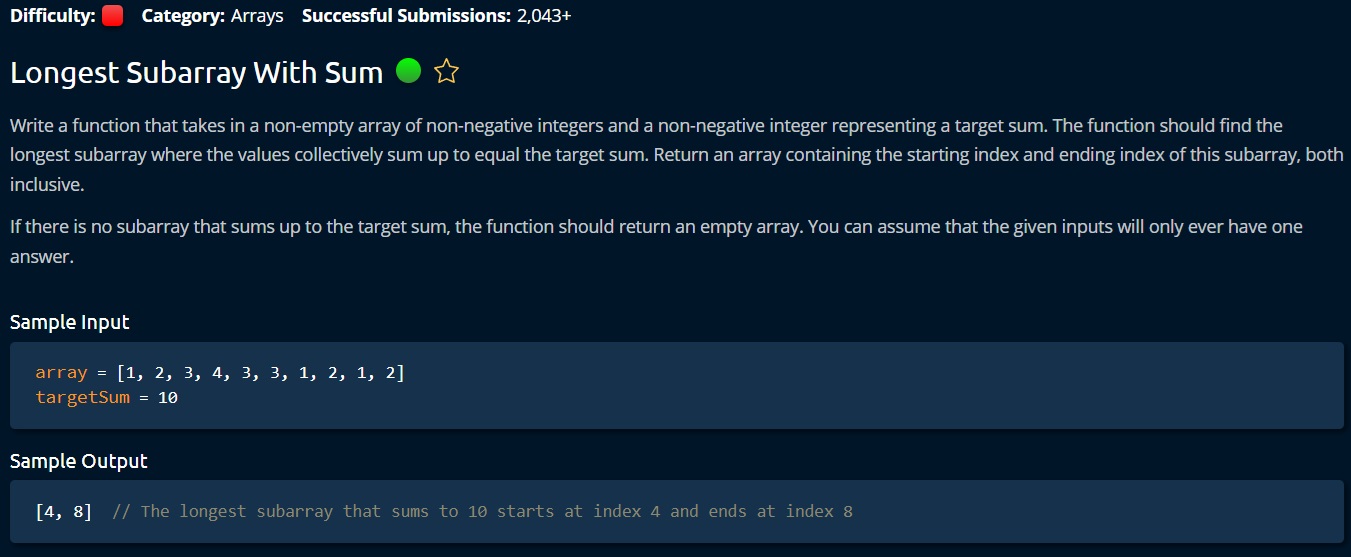 Difficulty: Category: Arrays Successful Submissions: 2,043+
Longest Subarray With Sum
Write a function that takes in a non-empty array of non-negative integers and a non-negative integer representing a target sum. The function should find the
longest subarray where the values collectively sum up to equal the target sum. Return an array containing the starting index and ending index of this subarray, both
inclusive.
If there is no subarray that sums up to the target sum, the function should return an empty array. You can assume that the given inputs will only ever have one
answer.
Sample Input
array = [1, 2, 3, 4, 3, 3, 1, 2, 1, 2]
targetSum = 10
Sample Output
[4, 8] // The longest subarray that sums to 10 starts at index 4 and ends at index 8